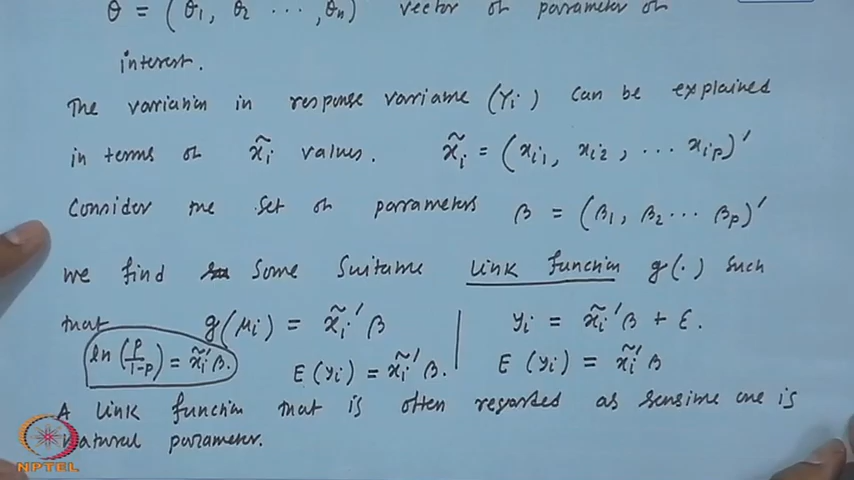 θ = (θ1, θ2 ... , θn) vector of parameter of
interest.
The variation in response variable (Yi) can be explained
in terms of x̃i values. x̃i = (xi1, xi2, ... xip)'
Consider the set of parameters β = (β1, β2 ... βp)'
we find some suitable link function g(.) such
that g(μi) = x̃i'β | yi = x̃i'β + ε.
ln(p/1-p) = x̃i'β. E(yi) = x̃i'β. | E(yi) = x̃i'β
A link function that is often regarded as sensible one is
natural parameter.
NPTEL